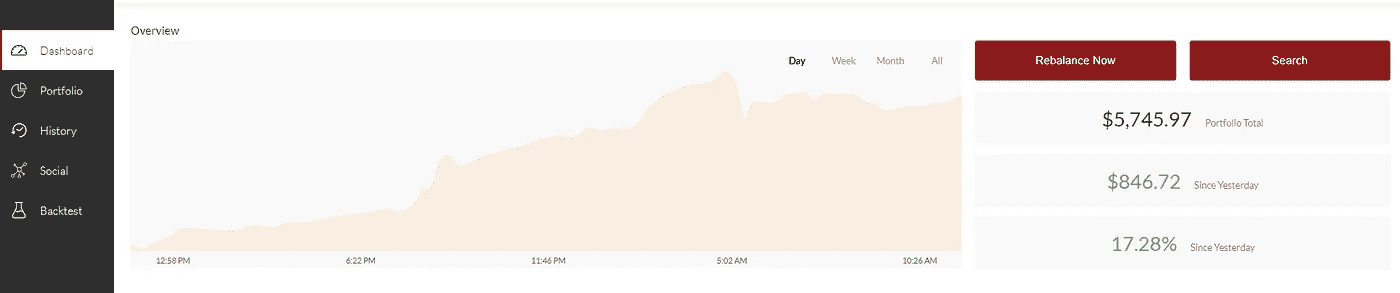 Dashboard
Portfolio
History
Social
Backtest
Overview
Day Week Month All
12:58 PM 6:22 PM 11:46 PM 5:02 AM 10:26 AM
Rebalance Now Search
$5,745.97 Portfolio Total
$846.72 Since Yesterday
17.28% Since Yesterday